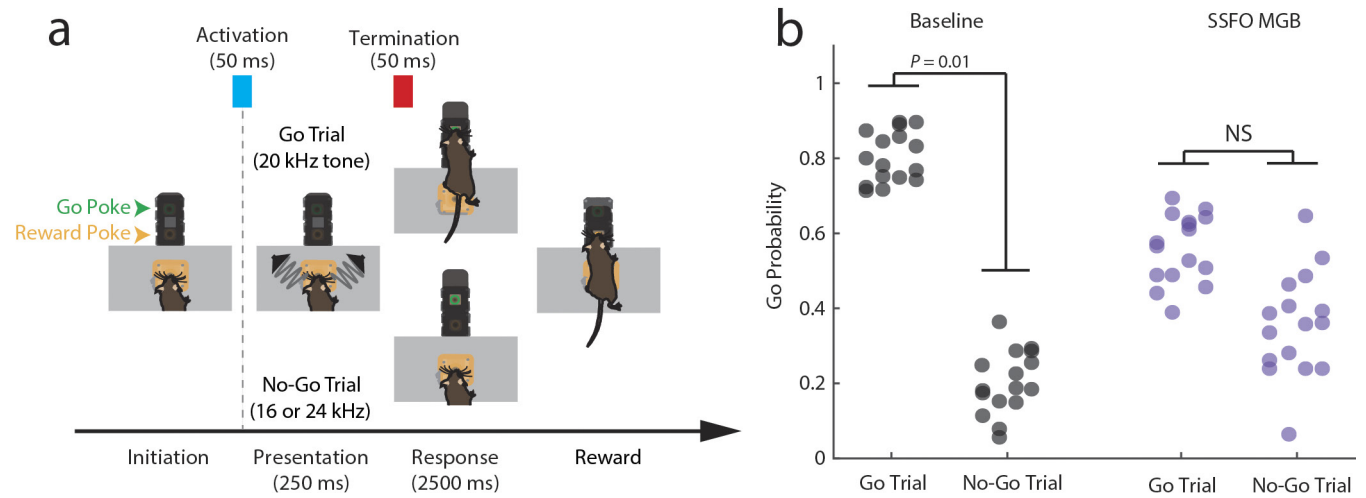 a
Activation
(50 ms)
Termination
(50 ms)
Go Trial
(20 kHz tone)
Go Poke
Reward Poke
No-Go Trial
(16 or 24 kHz)
Initiation
Presentation
(250 ms)
Response
(2500 ms)
Reward
b
Baseline
SSFO MGB
P = 0.01
NS
Go Probability
1
0.8
0.6
0.4
0.2
0
Go Trial
No-Go Trial
Go Trial
No-Go Trial